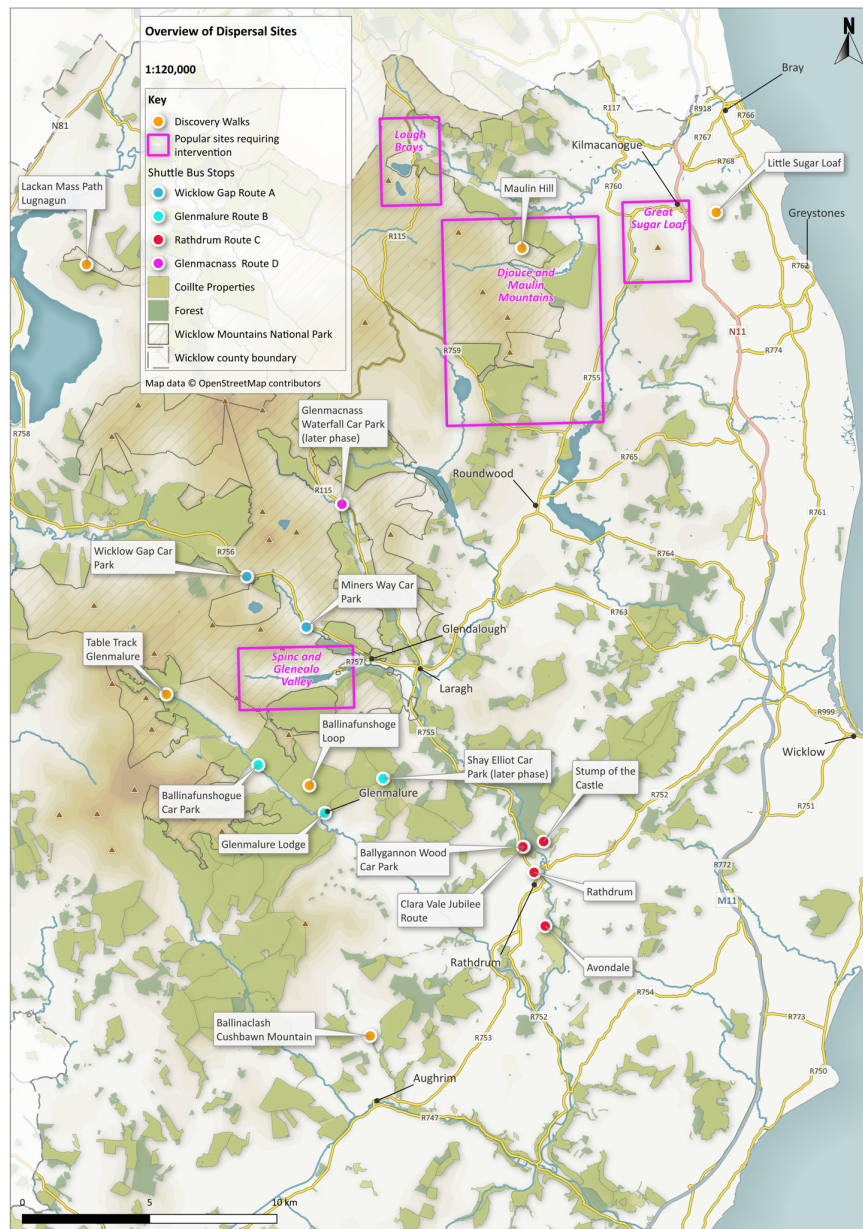 Overview of Dispersal Sites
1:120,000
Key
Discovery Walks
Popular sites requiring
intervention
Shuttle Bus Stops
Wicklow Gap Route A
Glenmalure Route B
Rathdrum Route C
Glenmacnass Route D
Coillte Properties
Forest
Wicklow Mountains National Park
Wicklow county boundary
Map data © OpenStreetMap contributors
N
Bray
R918
R766
R117
N81
R767
Kilmacanogue
Lough
Brays
R768
Little Sugar Loaf
Lackan Mass Path
Lugnagun
Maulin Hill
R760
Great
Sugar Loaf
Greystones
R115
R762
Djouce and
Maulin
Mountains
N11
R759
R774
R755
Glenmacnass
Waterfall Car Park
(later phase)
R758
Roundwood
R765
R115
R761
Wicklow Gap Car
Park
R756
R764
Miners Way Car
Park
R763
Table Track
Glenmalure
Glendalough
Spinc and
Glenealo
Valley
R757
Laragh
R999
Ballinafunshoge
Loop
R755
Wicklow
Shay Elliot Car
Park (later phase)
Stump of the
Castle
Ballinafunshogue
Car Park
Glenmalure
R752
R751
Glenmalure Lodge
Ballygannon Wood
Car Park
R772
Clara Vale Jubilee
Route
Rathdrum
M11
Rathdrum
Avondale
R754
R752
R773
Ballinaclash
Cushbawn Mountain
R753
R750
Aughrim
R747
0
5
10 km